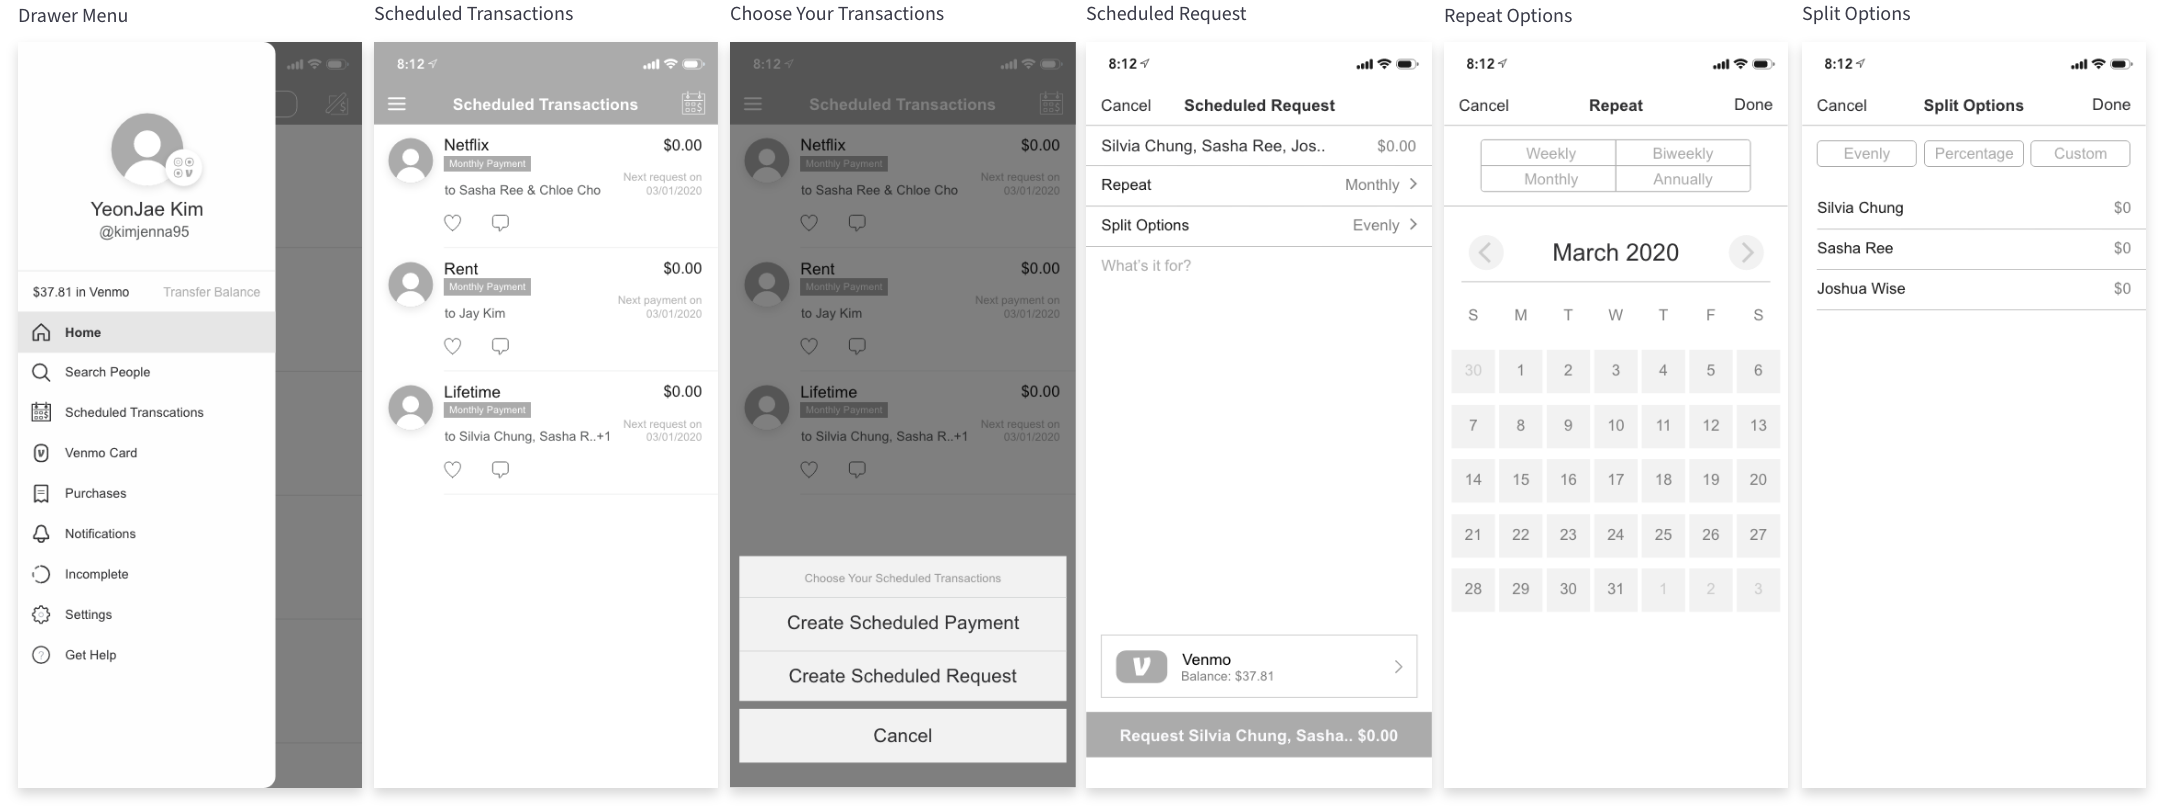 Drawer Menu
YeonJae Kim
@kimjenna95
$37.81 in Venmo Transfer Balance
Home
Search People
Scheduled Transcations
Venmo Card
Purchases
Notifications
Incomplete
Settings
Get Help
Scheduled Transactions
8:12
Scheduled Transactions
Netflix $0.00
Monthly Payment
Next request on
to Sasha Ree & Chloe Cho 03/01/2020
Rent $0.00
Monthly Payment
Next payment on
to Jay Kim 03/01/2020
Lifetime $0.00
Monthly Payment
Next request on
to Silvia Chung, Sasha R..+1 03/01/2020
Choose Your Transactions
8:12
Scheduled Transactions
Netflix $0.00
Monthly Payment
Next request on
to Sasha Ree & Chloe Cho 03/01/2020
Rent $0.00
Monthly Payment
Next payment on
to Jay Kim 03/01/2020
Lifetime $0.00
Monthly Payment
Next request on
to Silvia Chung, Sasha R..+1 03/01/2020
Choose Your Scheduled Transactions
Create Scheduled Payment
Create Scheduled Request
Cancel
Scheduled Request
8:12
Cancel Scheduled Request
Silvia Chung, Sasha Ree, Jos.. $0.00
Repeat Monthly
Split Options Evenly
What's it for?
Venmo
Balance: $37.81
Request Silvia Chung, Sasha.. $0.00
Repeat Options
8:12
Cancel Repeat Done
Weekly Biweekly
Monthly Annually
March 2020
S M T W T F S
30 1 2 3 4 5 6
7 8 9 10 11 12 13
14 15 16 17 18 19 20
21 22 23 24 25 26 27
28 29 30 31 1 2 3
Split Options
8:12
Cancel Split Options Done
Evenly Percentage Custom
Silvia Chung $0
Sasha Ree $0
Joshua Wise $0